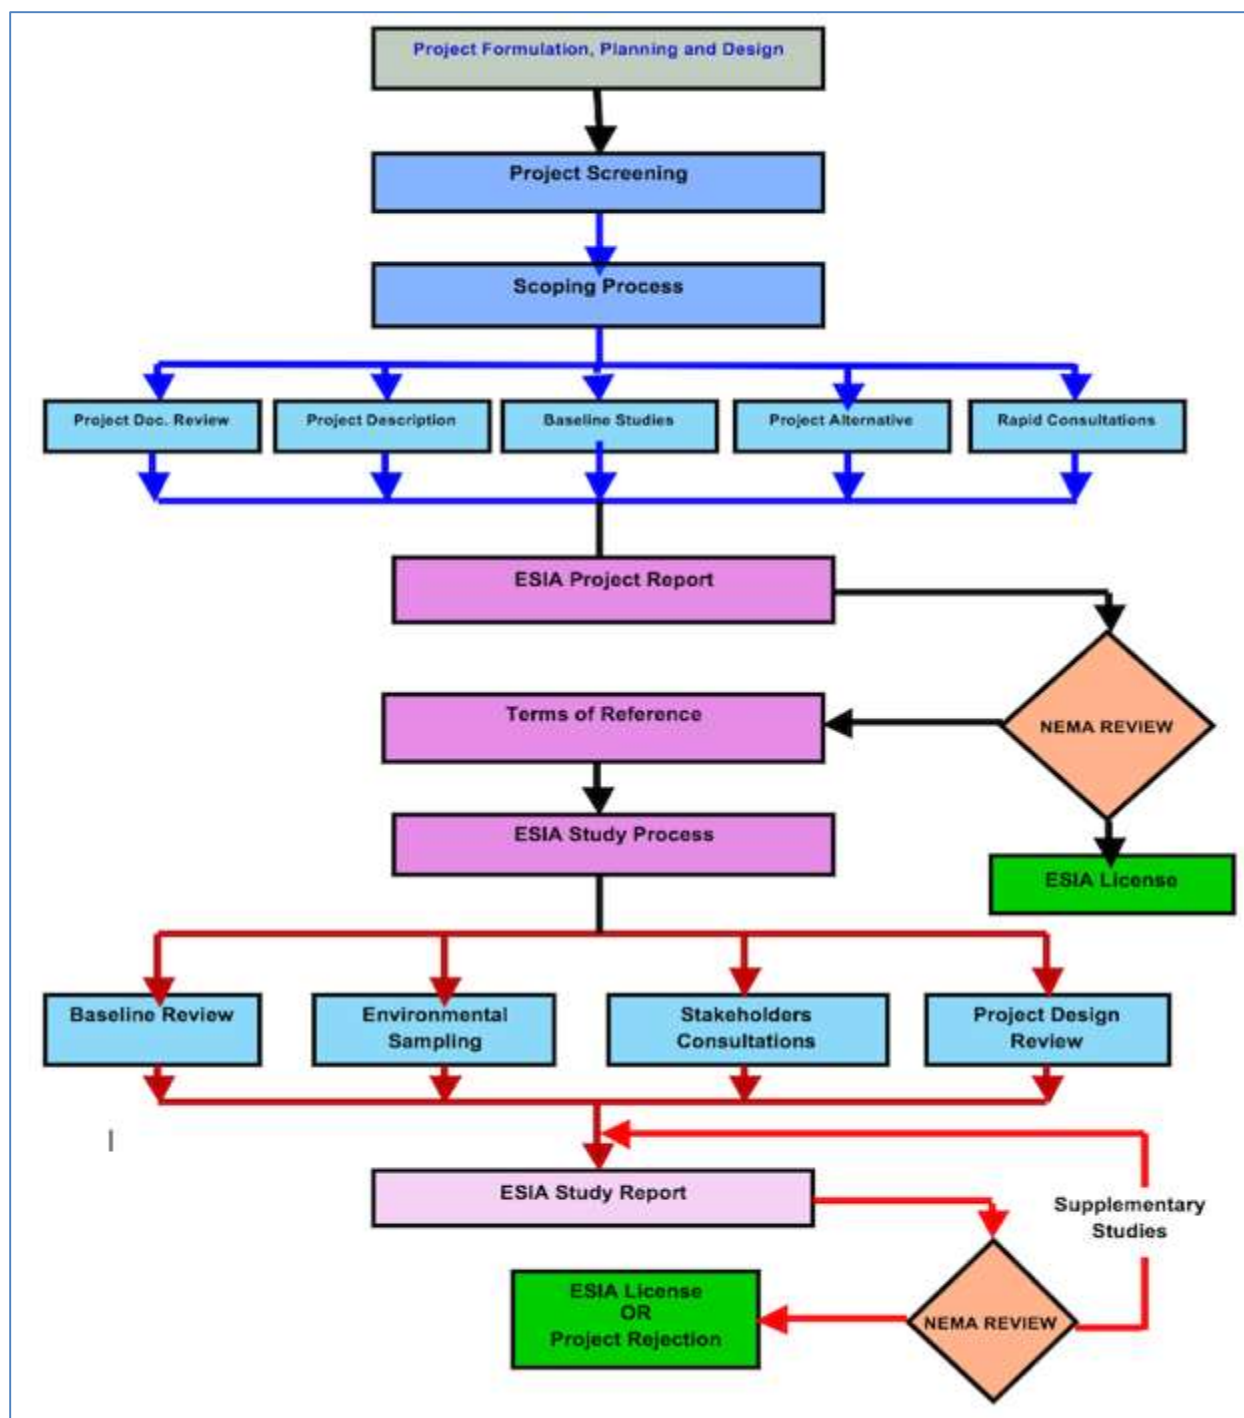 Project Formulation, Planning and Design
Project Screening
Scoping Process
Project Doc. Review
Project Description
Baseline Studies
Project Alternative
Rapid Consultations
ESIA Project Report
Terms of Reference
NEMA REVIEW
ESIA Study Process
ESIA License
Baseline Review
Environmental
Sampling
Stakeholders
Consultations
Project Design
Review
ESIA Study Report
Supplementary
Studies
ESIA License
OR
Project Rejection
NEMA REVIEW